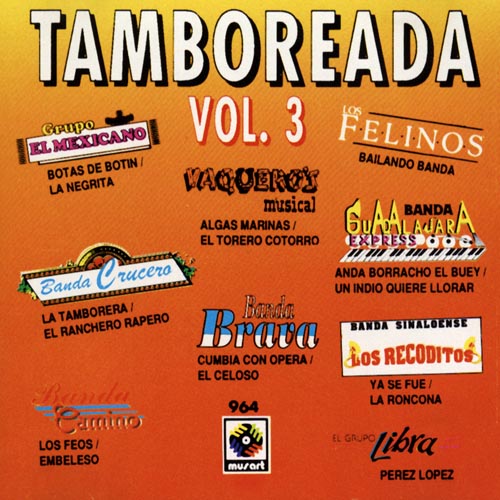 TAMBOREADA
VOL. 3
Grupo
EL MEXICANO
BOTAS DE BOTIN /
LA NEGRITA
VAQUERO'S
musical
ALGAS MARINAS /
EL TORERO COTORRO
LOS
FELINOS
BAILANDO BANDA
BANDA
GUADALAJARA
EXPRESS
ANDA BORRACHO EL BUEY /
UN INDIO QUIERE LLORAR
Banda Crucero
LA TAMBORERA /
EL RANCHERO RAPERO
Banda
Brava
CUMBIA CON OPERA /
EL CELOSO
BANDA SINALOENSE
LOS RECODITOS
YA SE FUE /
LA RONCONA
Banda
Camino
LOS FEOS /
EMBELESO
964
musart
EL GRUPO
Libra
PEREZ LOPEZ